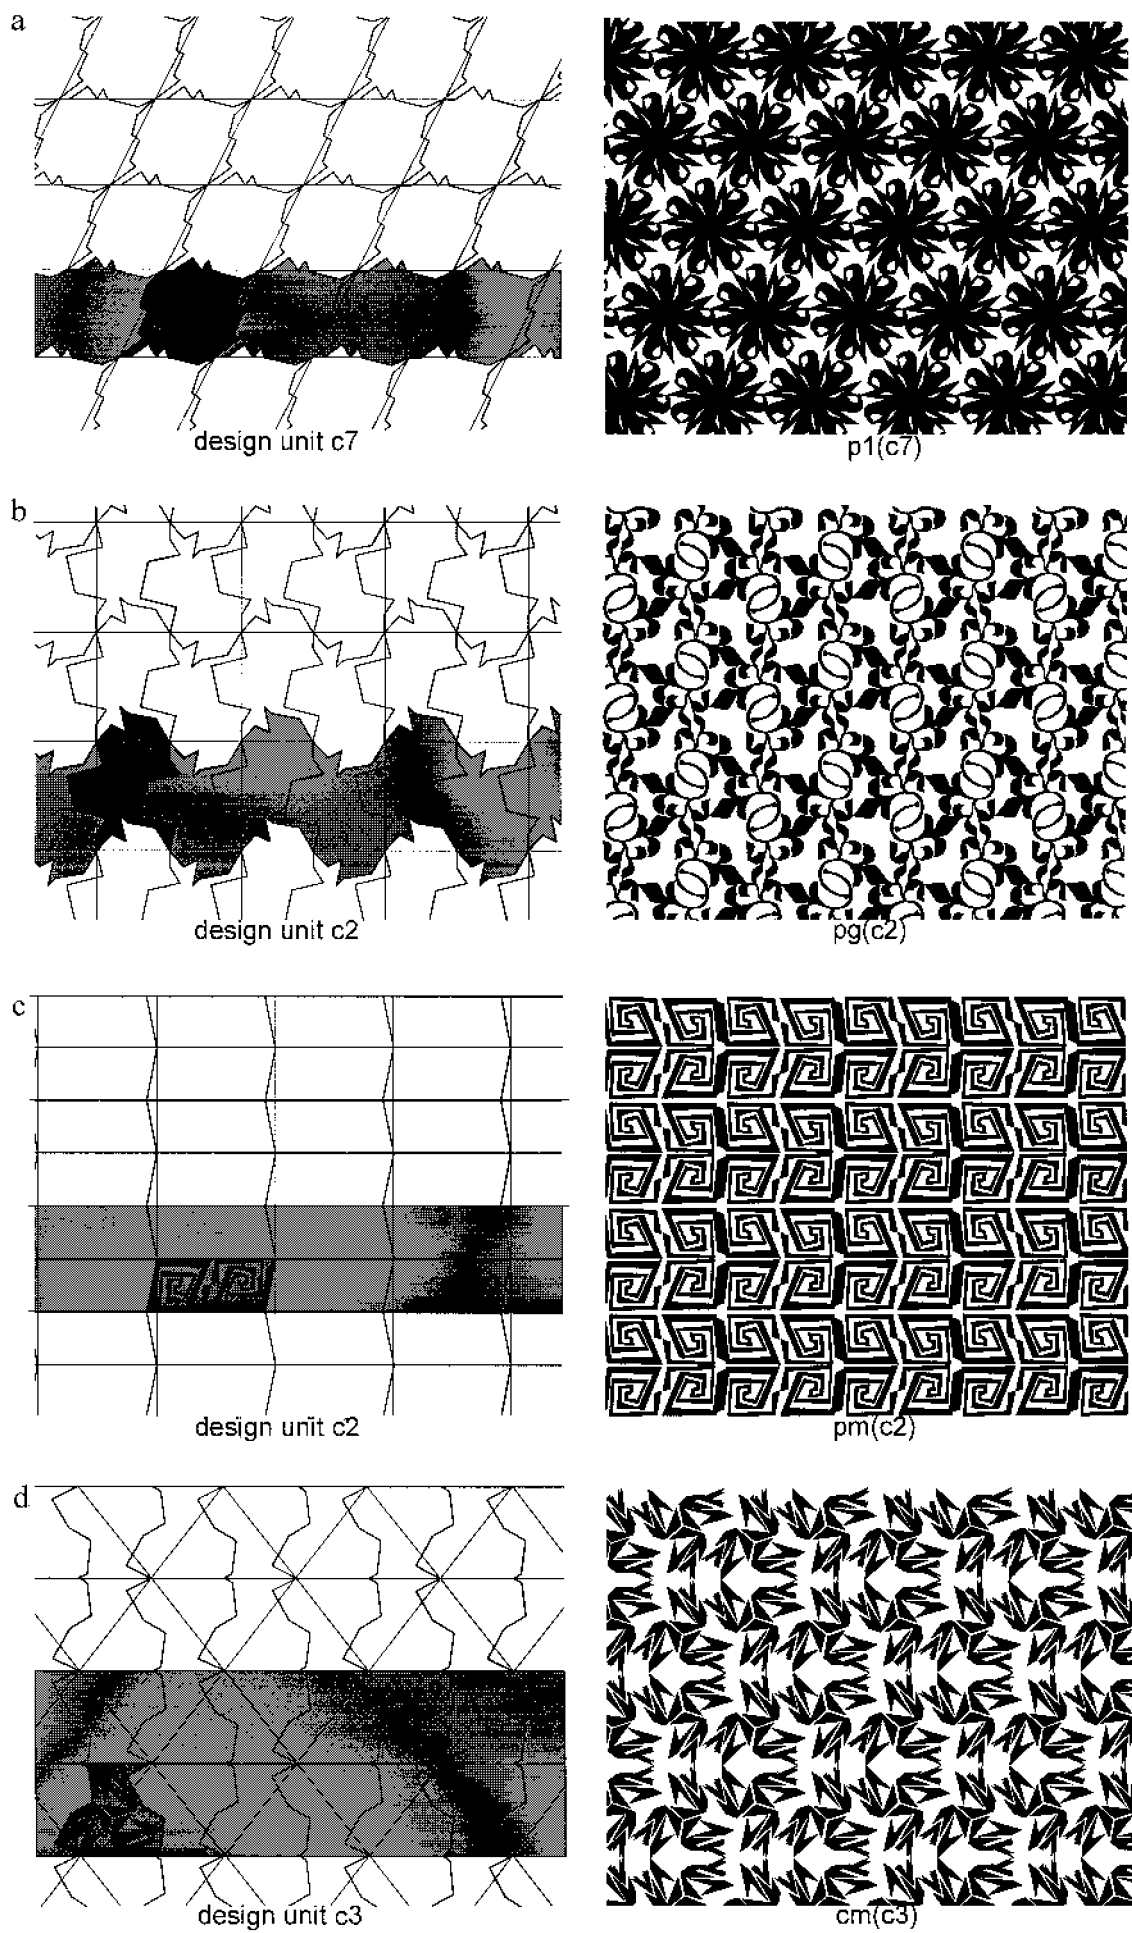 a
design unit c7
p1(c7)
b
design unit c2
pg(c2)
c
design unit c2
pm(c2)
d
design unit c3
cm(c3)